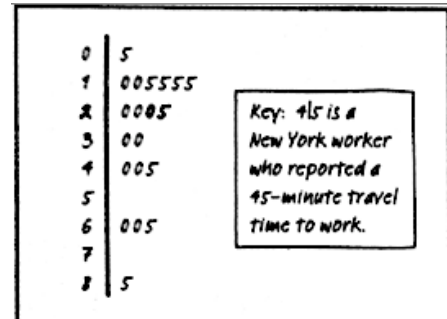 0 | 5
1 | 005555
2 | 0005
3 | 00
4 | 005
5 |
6 | 005
7 |
8 | 5
Key: 4|5 is a
New York worker
who reported a
45-minute travel
time to work.